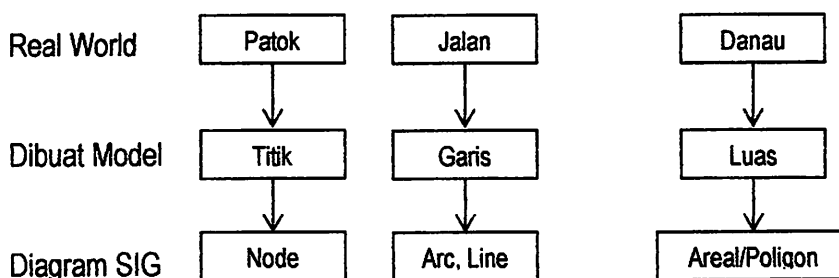 Real World Patok Jalan Danau
Dibuat Model Titik Garis Luas
Diagram SIG Node Arc, Line Areal/Poligon